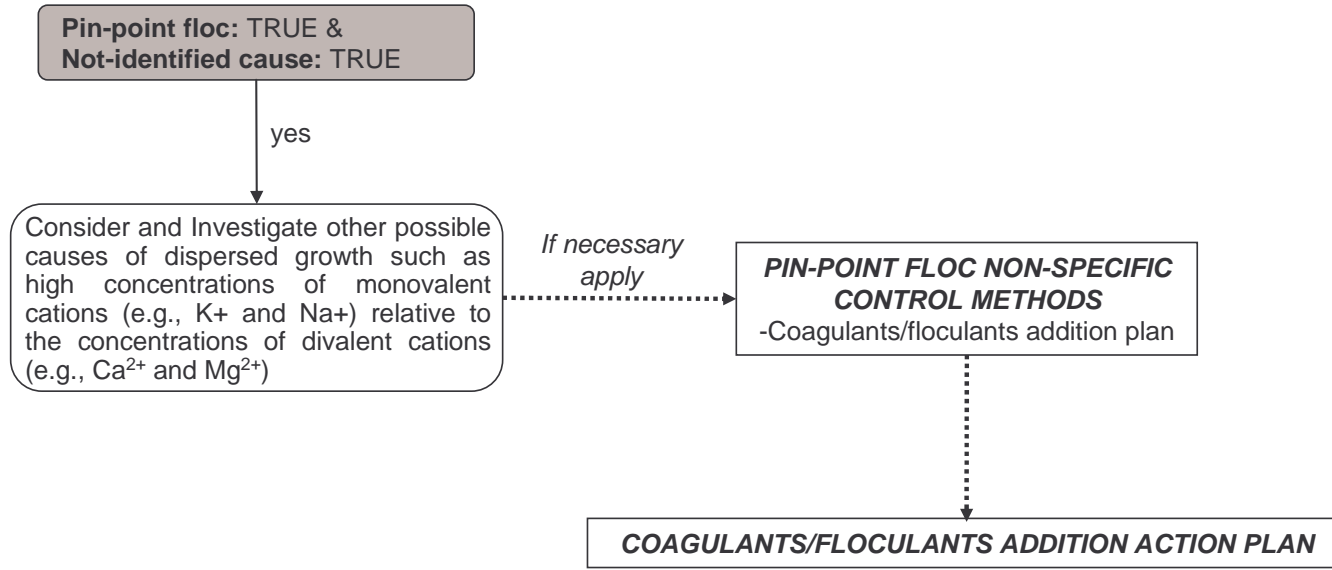 Pin-point floc: TRUE &
Not-identified cause: TRUE
yes
Consider and Investigate other possible
causes of dispersed growth such as
high concentrations of monovalent
cations (e.g., K+ and Na+) relative to
the concentrations of divalent cations
(e.g., Ca²⁺ and Mg²⁺)
If necessary
apply
PIN-POINT FLOC NON-SPECIFIC
CONTROL METHODS
-Coagulants/floculants addition plan
COAGULANTS/FLOCULANTS ADDITION ACTION PLAN